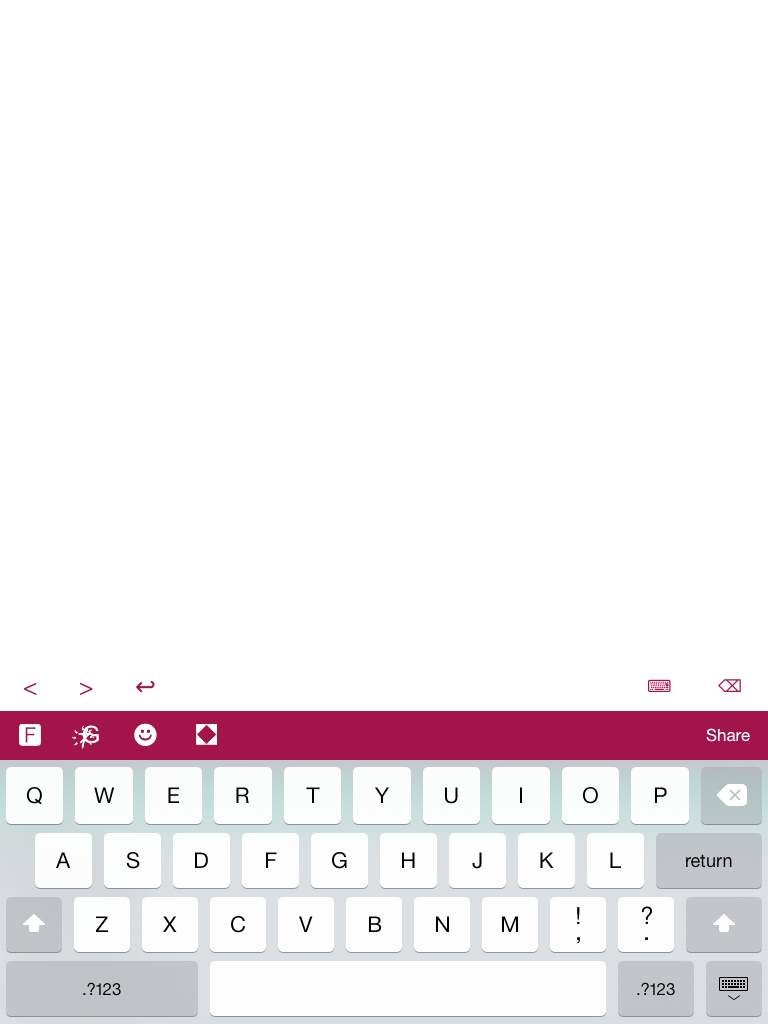 < > ↩ ⌨ ⌫
F G Share
Q W E R T Y U I O P
A S D F G H J K L return
Z X C V B N M ! , ? .
.?123 .?123